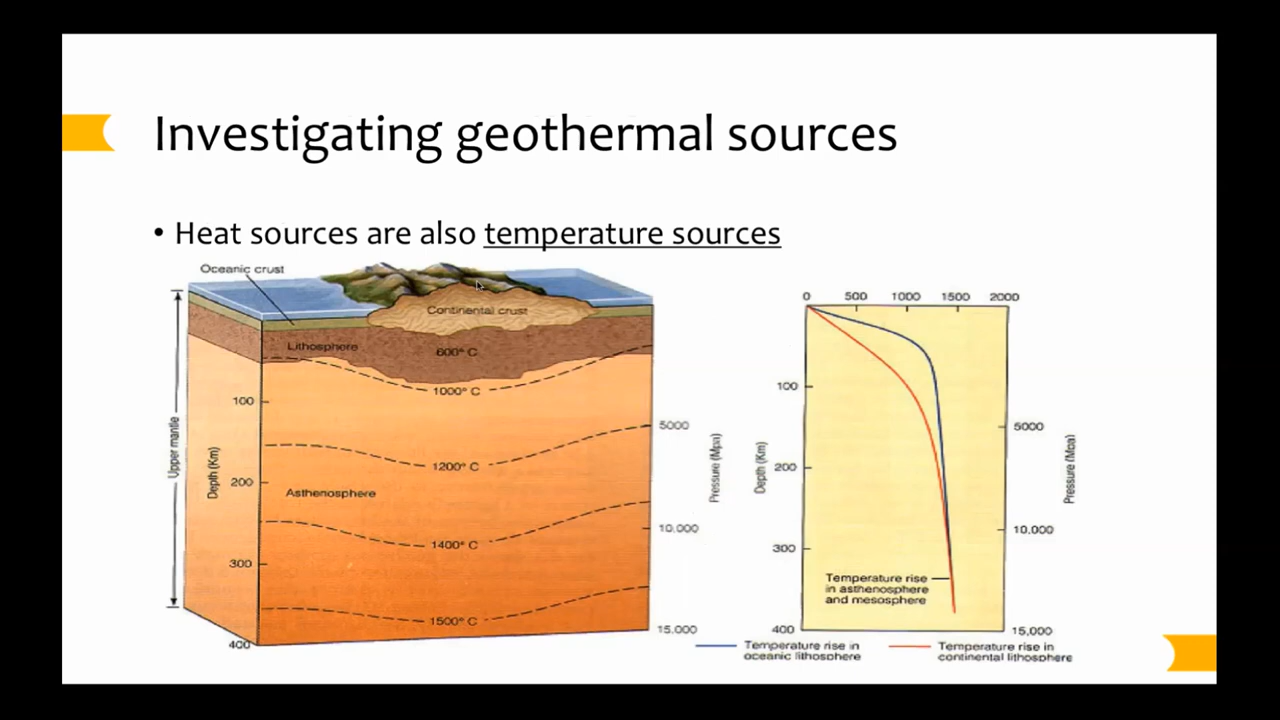 Investigating geothermal sources
• Heat sources are also temperature sources
Oceanic crust
Continental crust
Lithosphere
600° C
1000° C
Upper mantle
Depth (Km)
100
200
300
400
1200° C
Asthenosphere
1400° C
1500° C
5000
10,000
15,000
Pressure (Mpa)
0 500 1000 1500 2000
Depth (Km)
100
200
300
400
5000
10,000
15,000
Pressure (Mpa)
Temperature rise
in asthenosphere
and mesosphere
Temperature rise in
oceanic lithosphere
Temperature rise in
continental lithosphere